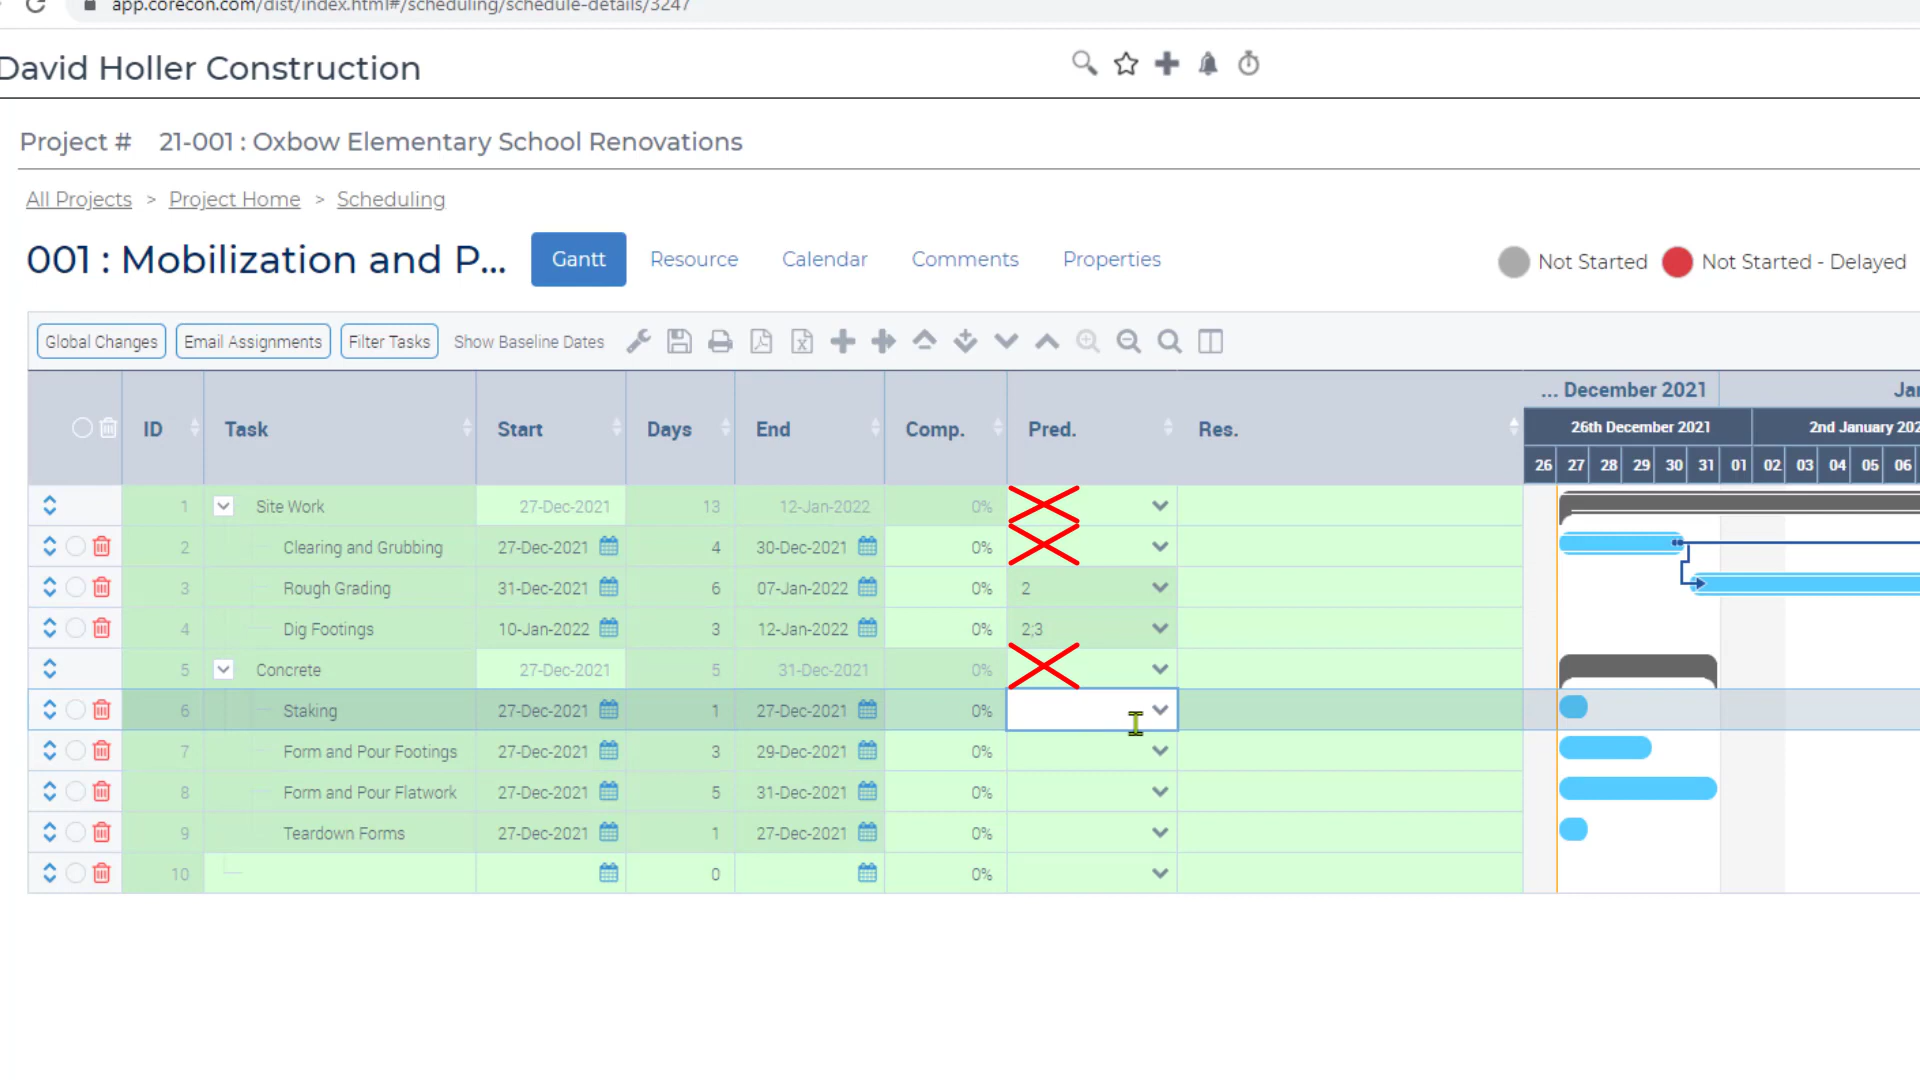 app.corecon.com/dist/index.html#/scheduling/schedule-details/3247
David Holler Construction
Project # 21-001 : Oxbow Elementary School Renovations
All Projects > Project Home > Scheduling
001 : Mobilization and P... Gantt Resource Calendar Comments Properties Not Started Not Started - Delayed
Global Changes Email Assignments Filter Tasks Show Baseline Dates
... December 2021 Jan
ID Task Start Days End Comp. Pred. Res. 26th December 2021 2nd January 202
26 27 28 29 30 31 01 02 03 04 05 06
1 Site Work 27-Dec-2021 13 12-Jan-2022 0%
2 Clearing and Grubbing 27-Dec-2021 4 30-Dec-2021 0%
3 Rough Grading 31-Dec-2021 6 07-Jan-2022 0% 2
4 Dig Footings 10-Jan-2022 3 12-Jan-2022 0% 2;3
5 Concrete 27-Dec-2021 5 31-Dec-2021 0%
6 Staking 27-Dec-2021 1 27-Dec-2021 0%
7 Form and Pour Footings 27-Dec-2021 3 29-Dec-2021 0%
8 Form and Pour Flatwork 27-Dec-2021 5 31-Dec-2021 0%
9 Teardown Forms 27-Dec-2021 1 27-Dec-2021 0%
10 0 0%